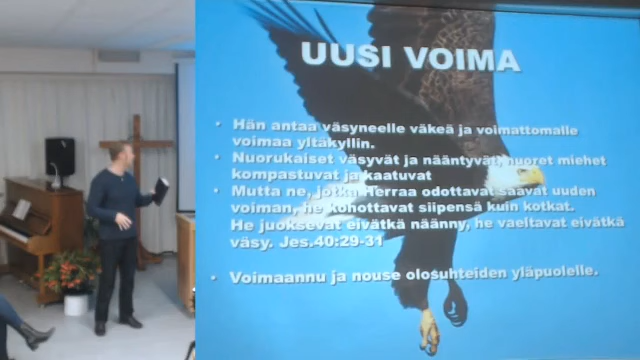 UUSI VOIMA
• Hän antaa väsyneelle väkeä ja voimattomalle
voimaa yltäkyllin.
• Nuorukaiset väsyvät ja nääntyvät, nuoret miehet
kompastuvat ja kaatuvat
• Mutta ne, jotka Herraa odottavat saavat uuden
voiman, he kohottavat siipensä kuin kotkat.
He juoksevat eivätkä näänny, he vaeltavat eivätkä
väsy. Jes.40:29-31
• Voimaannu ja nouse olosuhteiden yläpuolelle.